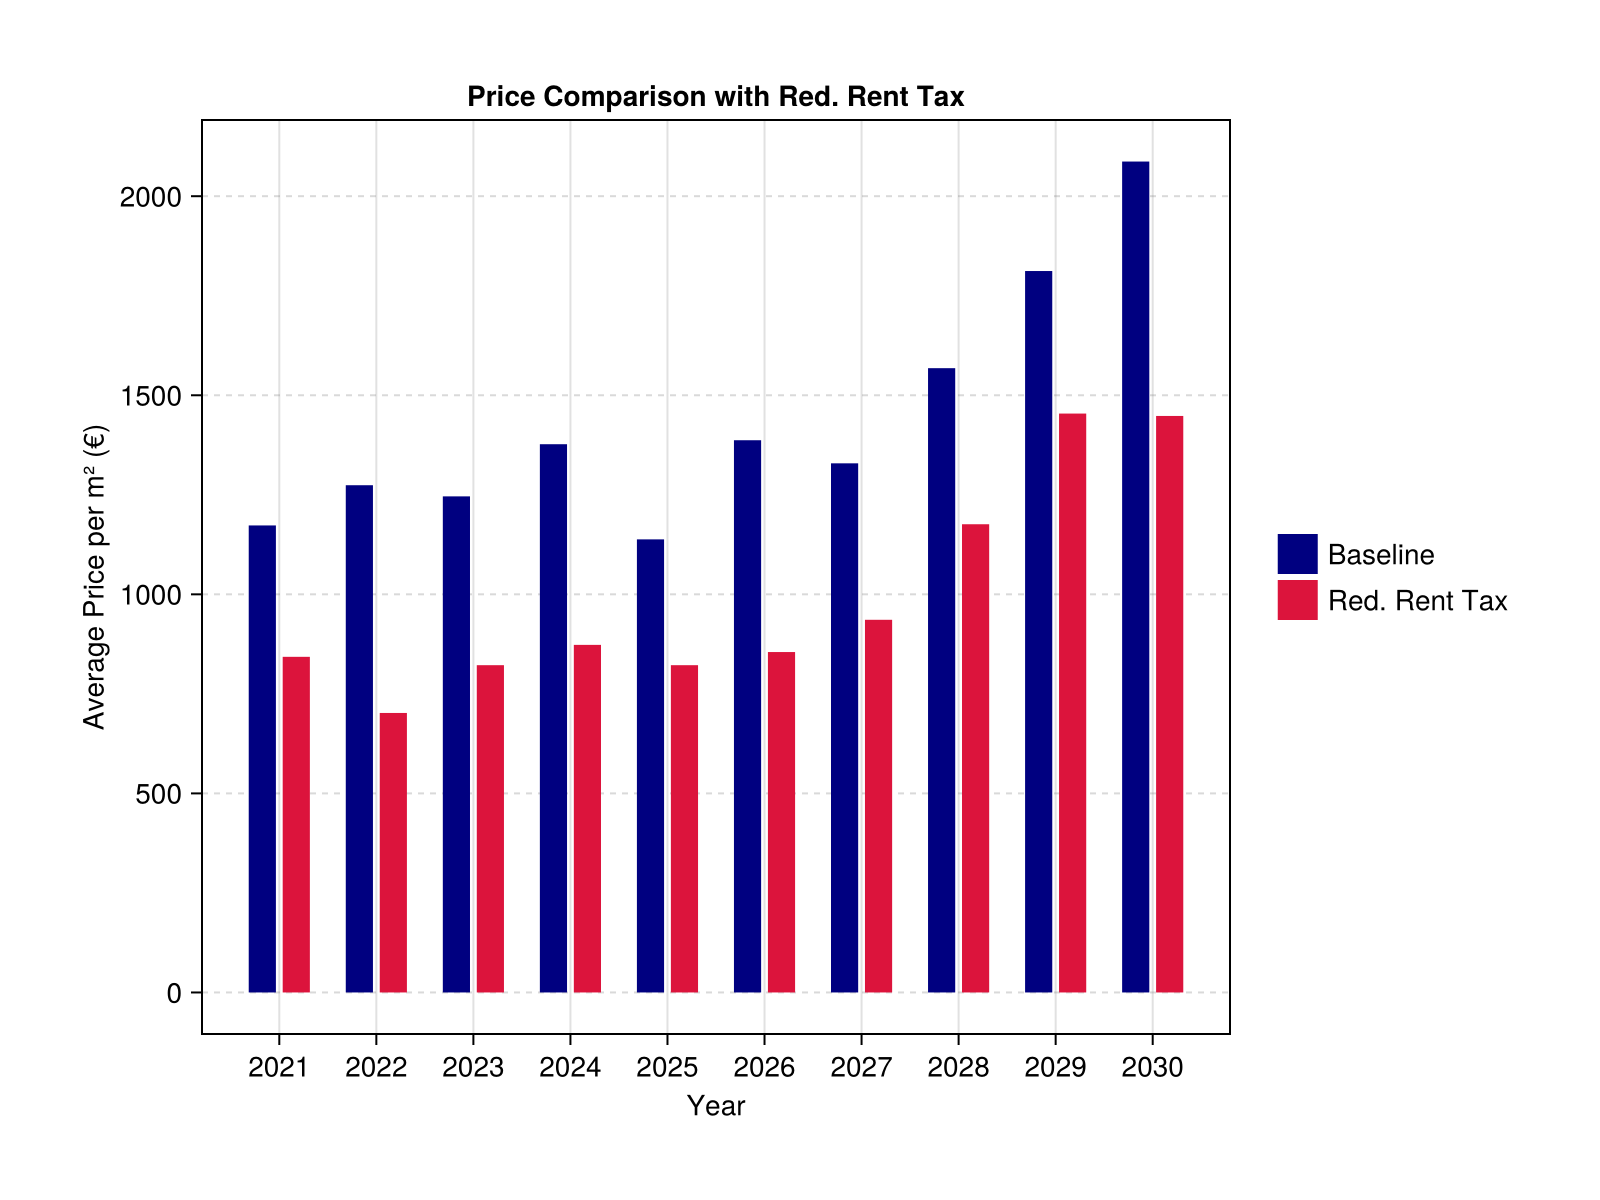 Price Comparison with Red. Rent Tax
Average Price per m² (€)
2000
1500
1000
500
0
2021 2022 2023 2024 2025 2026 2027 2028 2029 2030
Year
Baseline
Red. Rent Tax